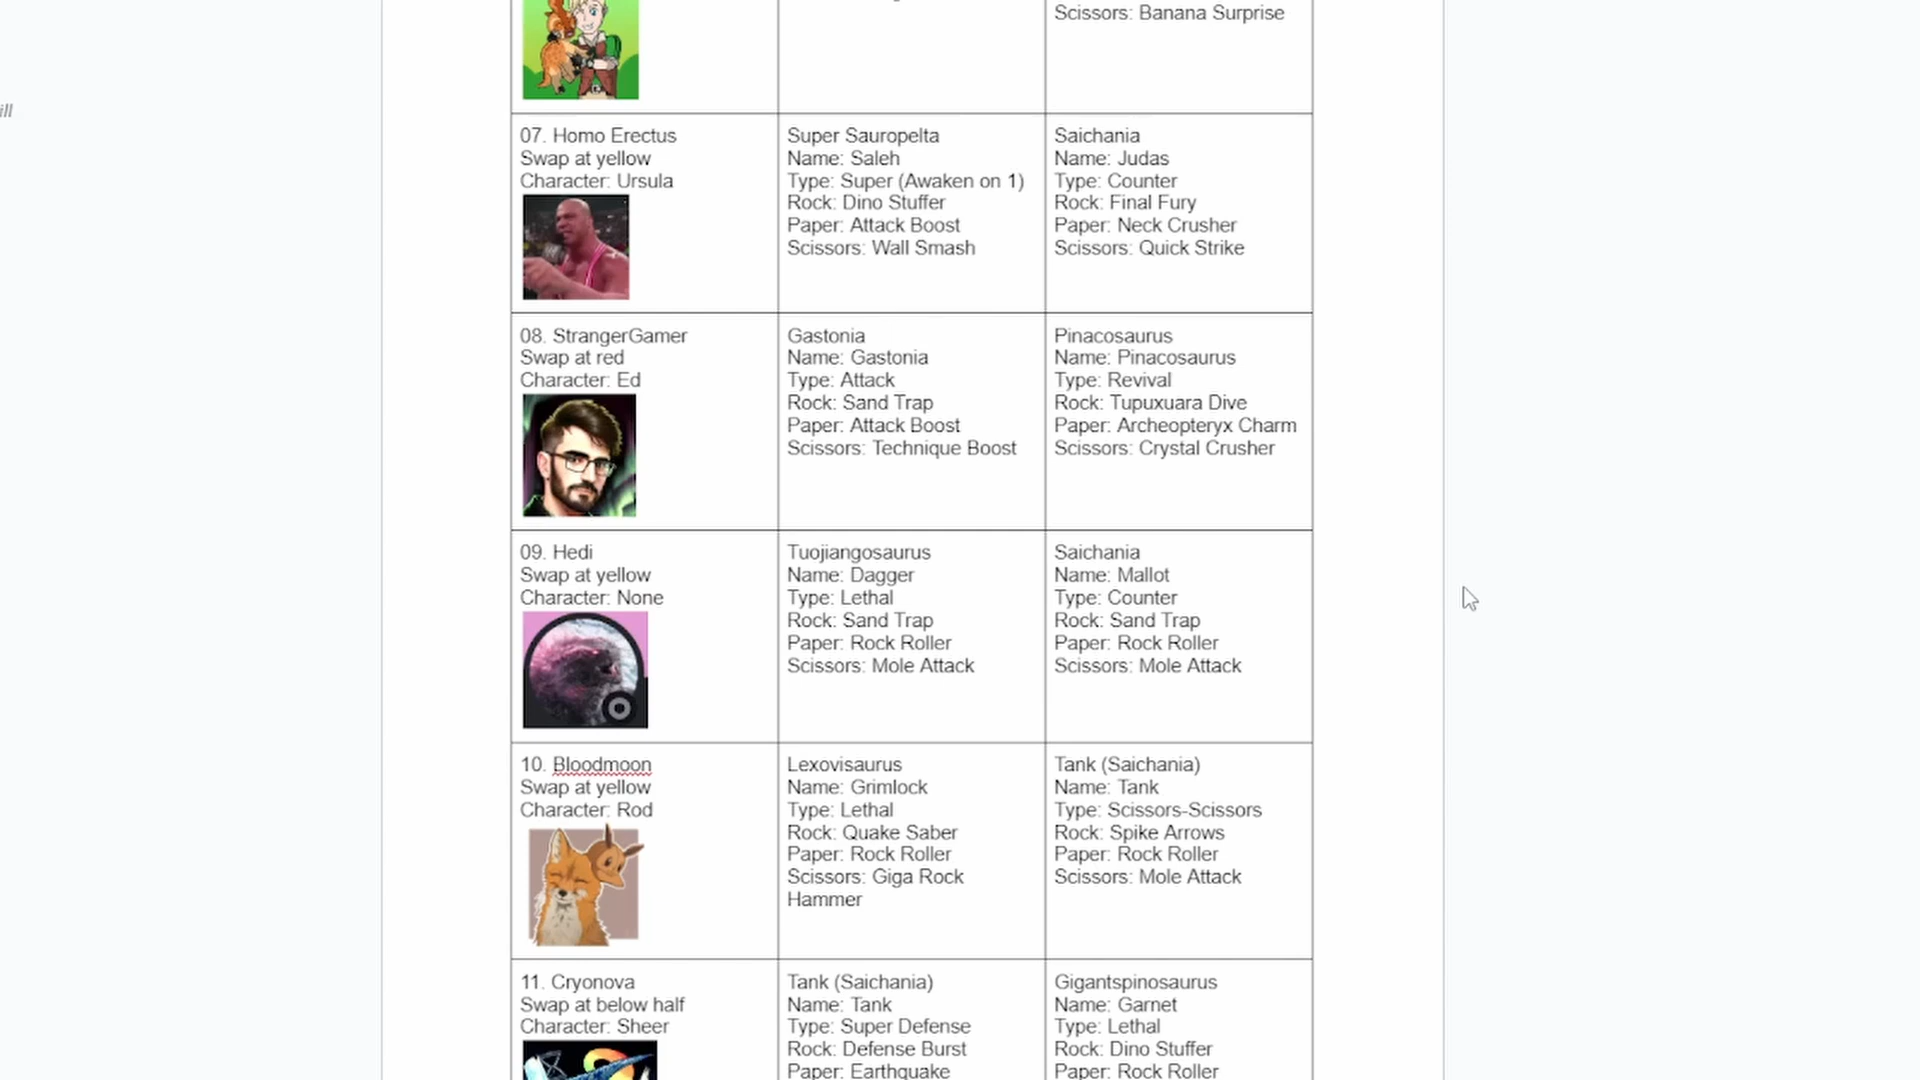 Scissors: Banana Surprise
ill
07. Homo Erectus
Swap at yellow
Character: Ursula
Super Sauropelta
Name: Saleh
Type: Super (Awaken on 1)
Rock: Dino Stuffer
Paper: Attack Boost
Scissors: Wall Smash
Saichania
Name: Judas
Type: Counter
Rock: Final Fury
Paper: Neck Crusher
Scissors: Quick Strike
08. StrangerGamer
Swap at red
Character: Ed
Gastonia
Name: Gastonia
Type: Attack
Rock: Sand Trap
Paper: Attack Boost
Scissors: Technique Boost
Pinacosaurus
Name: Pinacosaurus
Type: Revival
Rock: Tupuxuara Dive
Paper: Archeopteryx Charm
Scissors: Crystal Crusher
09. Hedi
Swap at yellow
Character: None
Tuojiangosaurus
Name: Dagger
Type: Lethal
Rock: Sand Trap
Paper: Rock Roller
Scissors: Mole Attack
Saichania
Name: Mallot
Type: Counter
Rock: Sand Trap
Paper: Rock Roller
Scissors: Mole Attack
10. Bloodmoon
Swap at yellow
Character: Rod
Lexovisaurus
Name: Grimlock
Type: Lethal
Rock: Quake Saber
Paper: Rock Roller
Scissors: Giga Rock
Hammer
Tank (Saichania)
Name: Tank
Type: Scissors-Scissors
Rock: Spike Arrows
Paper: Rock Roller
Scissors: Mole Attack
11. Cryonova
Swap at below half
Character: Sheer
Tank (Saichania)
Name: Tank
Type: Super Defense
Rock: Defense Burst
Paper: Earthquake
Gigantspinosaurus
Name: Garnet
Type: Lethal
Rock: Dino Stuffer
Paper: Rock Roller